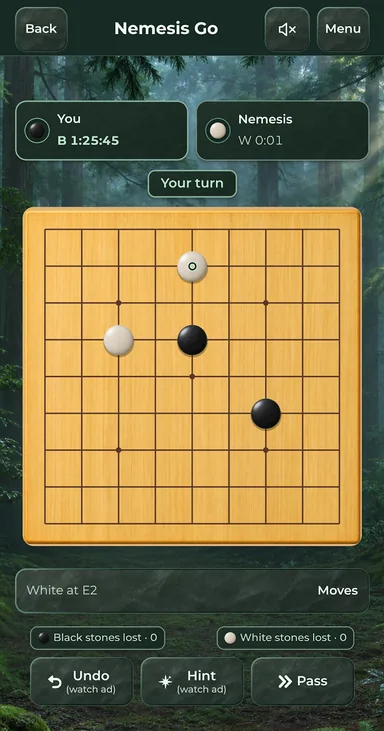 Back
Nemesis Go
Menu
You
B 1:25:45
Nemesis
W 0:01
Your turn
White at E2
Moves
Black stones lost · 0
White stones lost · 0
Undo
(watch ad)
Hint
(watch ad)
Pass